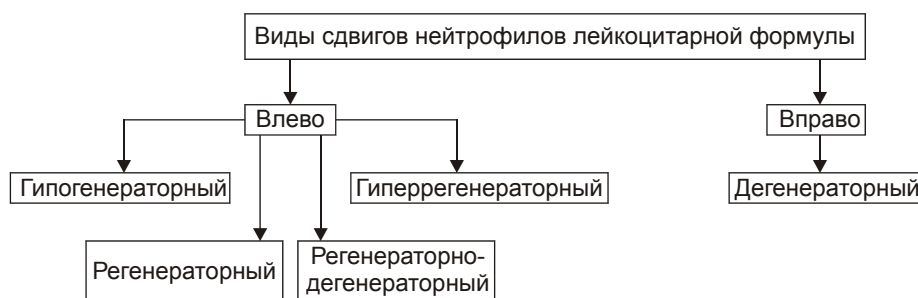 Виды сдвигов нейтрофилов лейкоцитарной формулы
Влево
Вправо
Гипогенераторный
Гиперрегенераторный
Дегенераторный
Регенераторный
Регенераторно-
дегенераторный